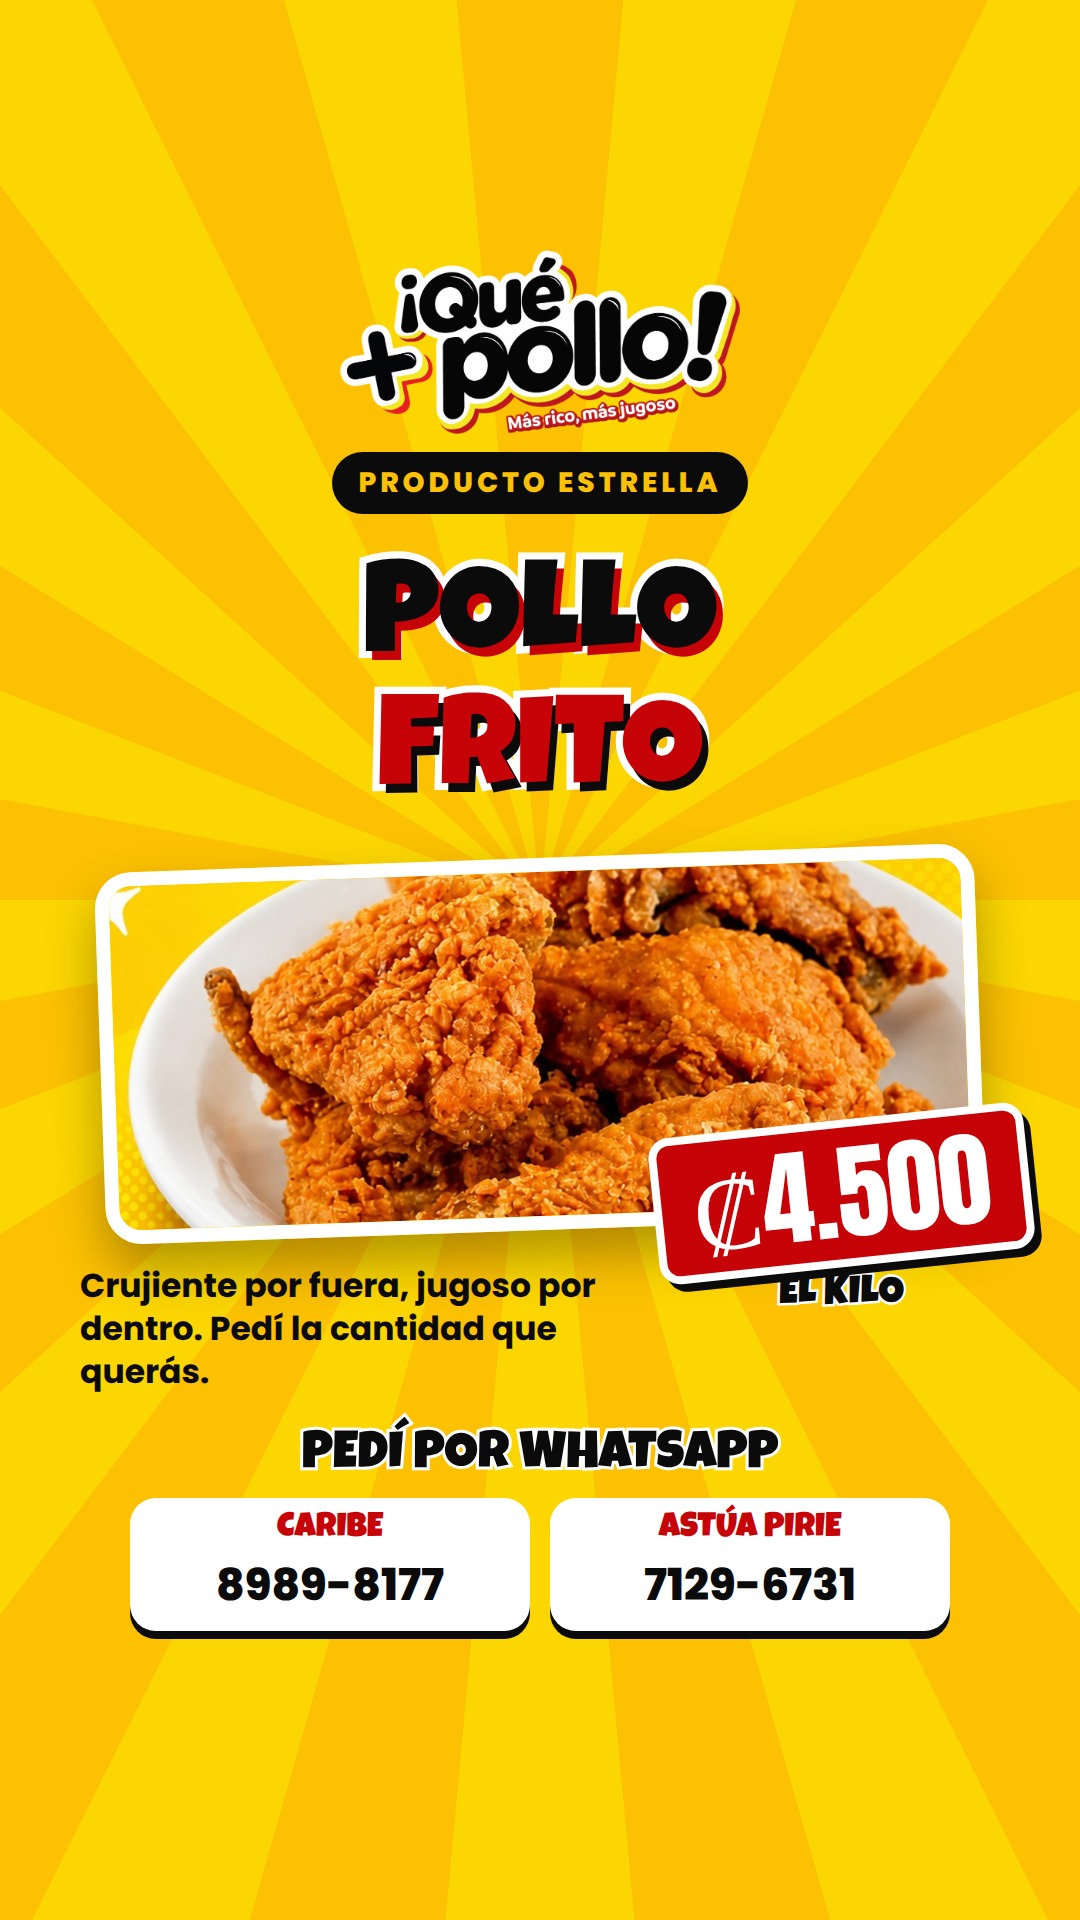 ¡Qué
+ pollo!
Más rico, más jugoso
PRODUCTO ESTRELLA
POLLO
FRITO
₡4.500
EL KILO
Crujiente por fuera, jugoso por
dentro. Pedí la cantidad que
querás.
PEDÍ POR WHATSAPP
CARIBE
8989-8177
ASTÚA PIRIE
7129-6731